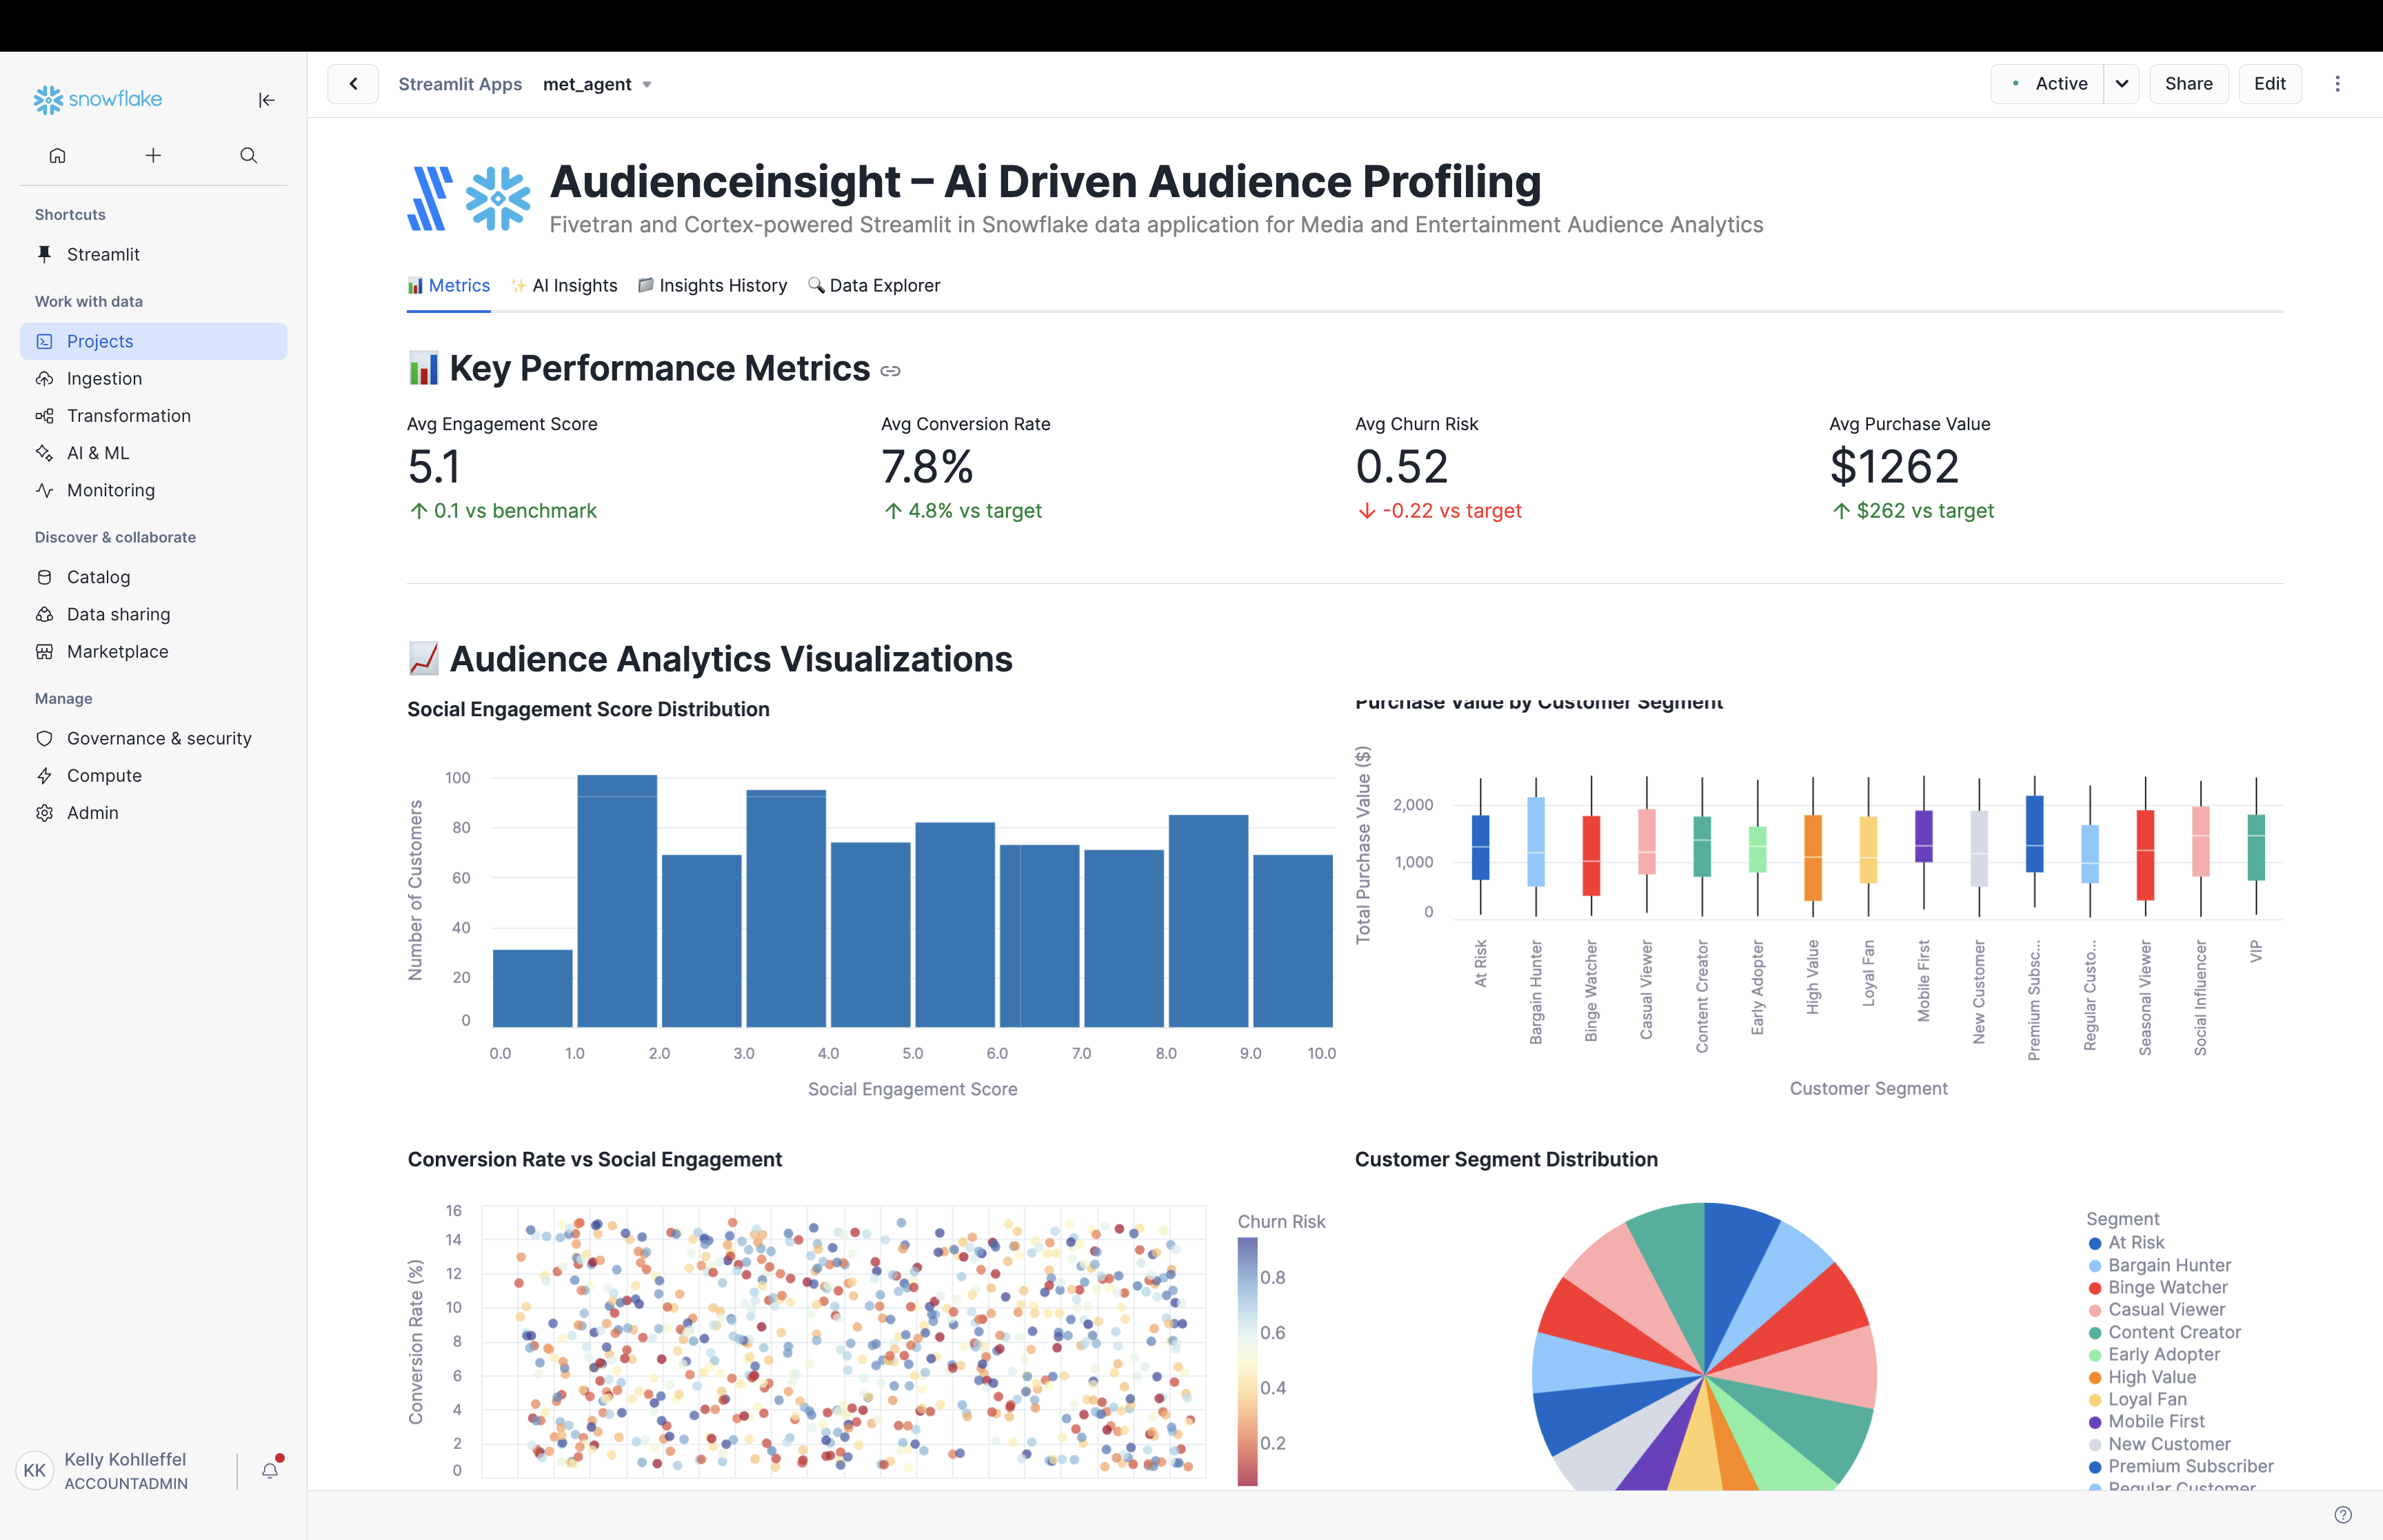 snowflake
Shortcuts
Streamlit
Work with data
Projects
Ingestion
Transformation
AI & ML
Monitoring
Discover & collaborate
Catalog
Data sharing
Marketplace
Manage
Governance & security
Compute
Admin
KK
Kelly Kohlleffel
ACCOUNTADMIN
Streamlit Apps met_agent
Active
Share
Edit
Audienceinsight – Ai Driven Audience Profiling
Fivetran and Cortex-powered Streamlit in Snowflake data application for Media and Entertainment Audience Analytics
Metrics
AI Insights
Insights History
Data Explorer
Key Performance Metrics
Avg Engagement Score
5.1
↑ 0.1 vs benchmark
Avg Conversion Rate
7.8%
↑ 4.8% vs target
Avg Churn Risk
0.52
↓ -0.22 vs target
Avg Purchase Value
$1262
↑ $262 vs target
Audience Analytics Visualizations
Social Engagement Score Distribution
Number of Customers
100
80
60
40
20
0
0.0 1.0 2.0 3.0 4.0 5.0 6.0 7.0 8.0 9.0 10.0
Social Engagement Score
Purchase Value by Customer Segment
Total Purchase Value ($)
2,000
1,000
0
At Risk
Bargain Hunter
Binge Watcher
Casual Viewer
Content Creator
Early Adopter
High Value
Loyal Fan
Mobile First
New Customer
Premium Subsc...
Regular Custo...
Seasonal Viewer
Social Influencer
VIP
Customer Segment
Conversion Rate vs Social Engagement
Conversion Rate (%)
16
14
12
10
8
6
4
2
0
Churn Risk
0.8
0.6
0.4
0.2
Customer Segment Distribution
Segment
At Risk
Bargain Hunter
Binge Watcher
Casual Viewer
Content Creator
Early Adopter
High Value
Loyal Fan
Mobile First
New Customer
Premium Subscriber
Regular Customer